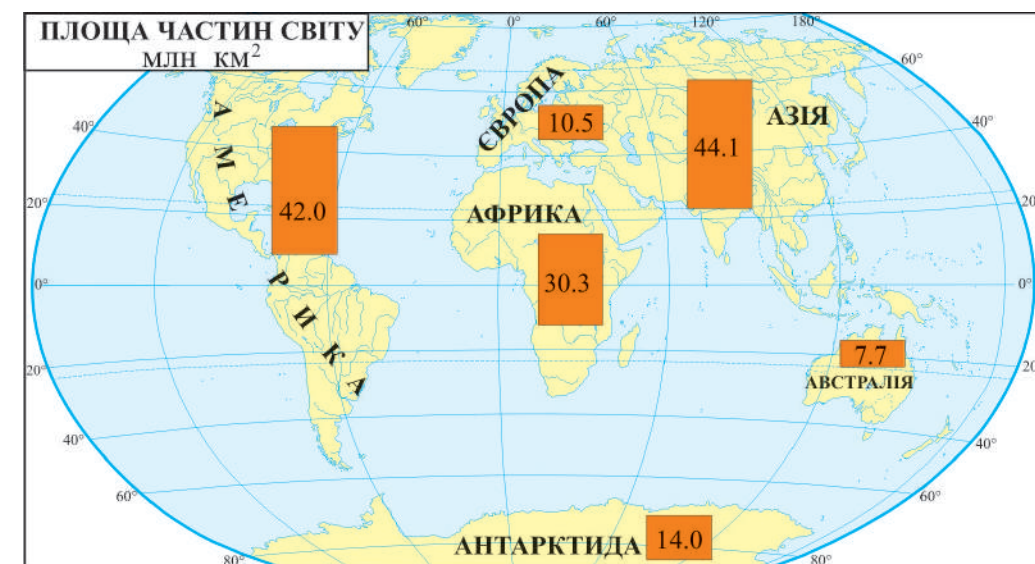 ПЛОЩА ЧАСТИН СВІТУ
МЛН КМ²
60° 0° 60° 120° 180°
60°
40°
40°
20°
20
0°
0°
20°
20
40°
40°
60°
60°
80°
80°
АМЕРИКА
42.0
ЄВРОПА
10.5
АЗІЯ
44.1
АФРИКА
30.3
7.7
АВСТРАЛІЯ
АНТАРКТИДА
14.0